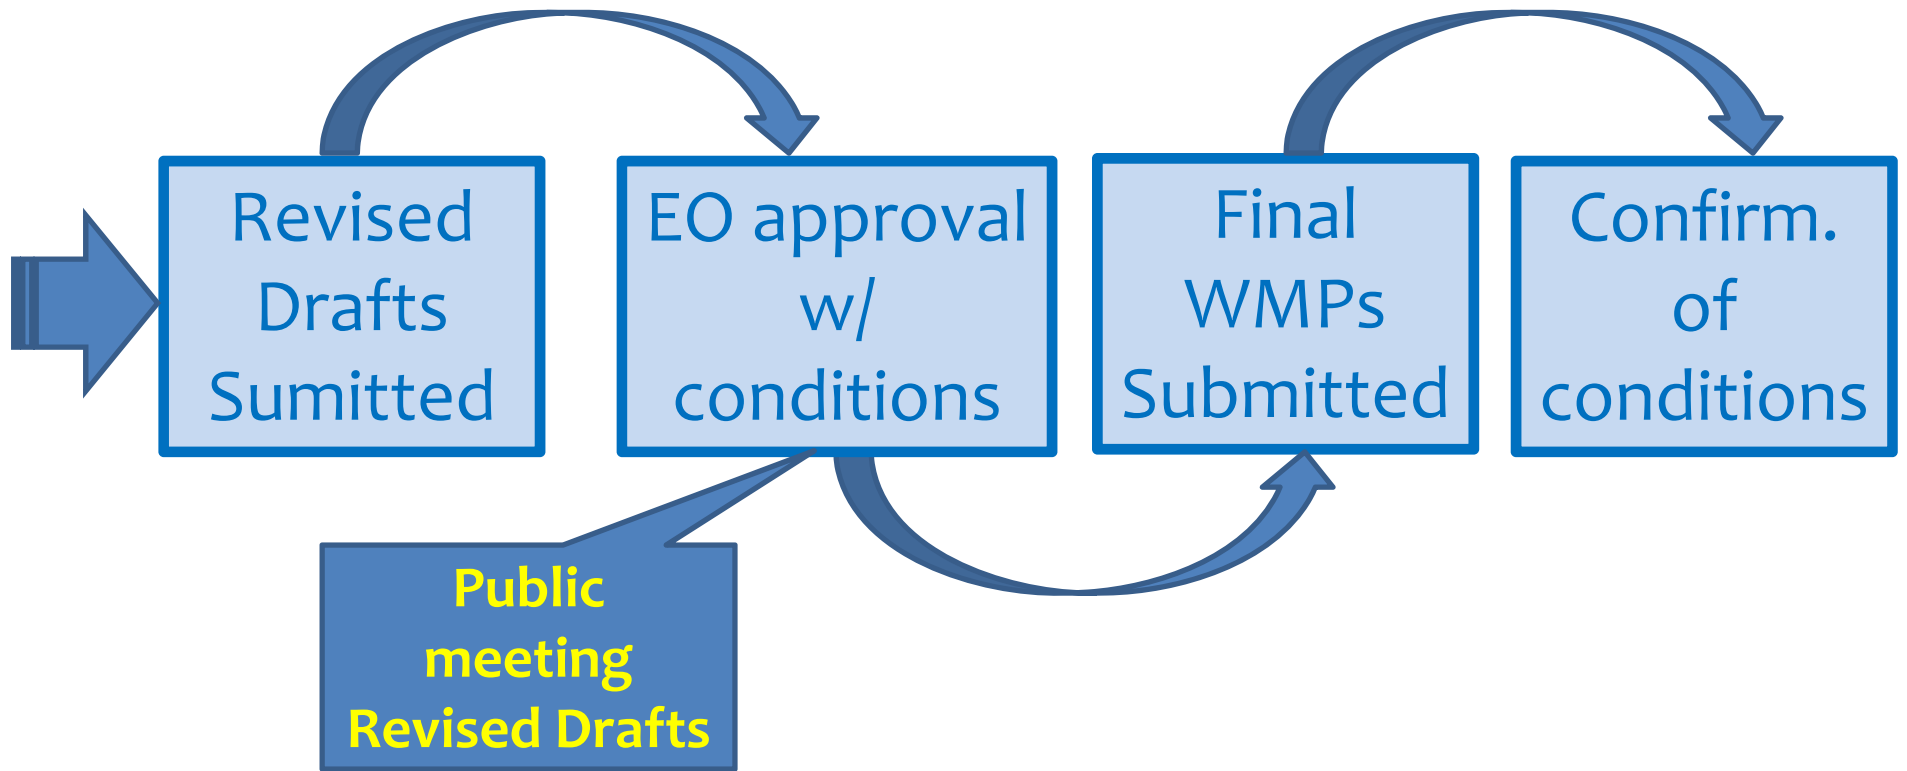 Revised
Drafts
Sumitted
EO approval
w/
conditions
Final
WMPs
Submitted
Confirm.
of
conditions
Public
meeting
Revised Drafts